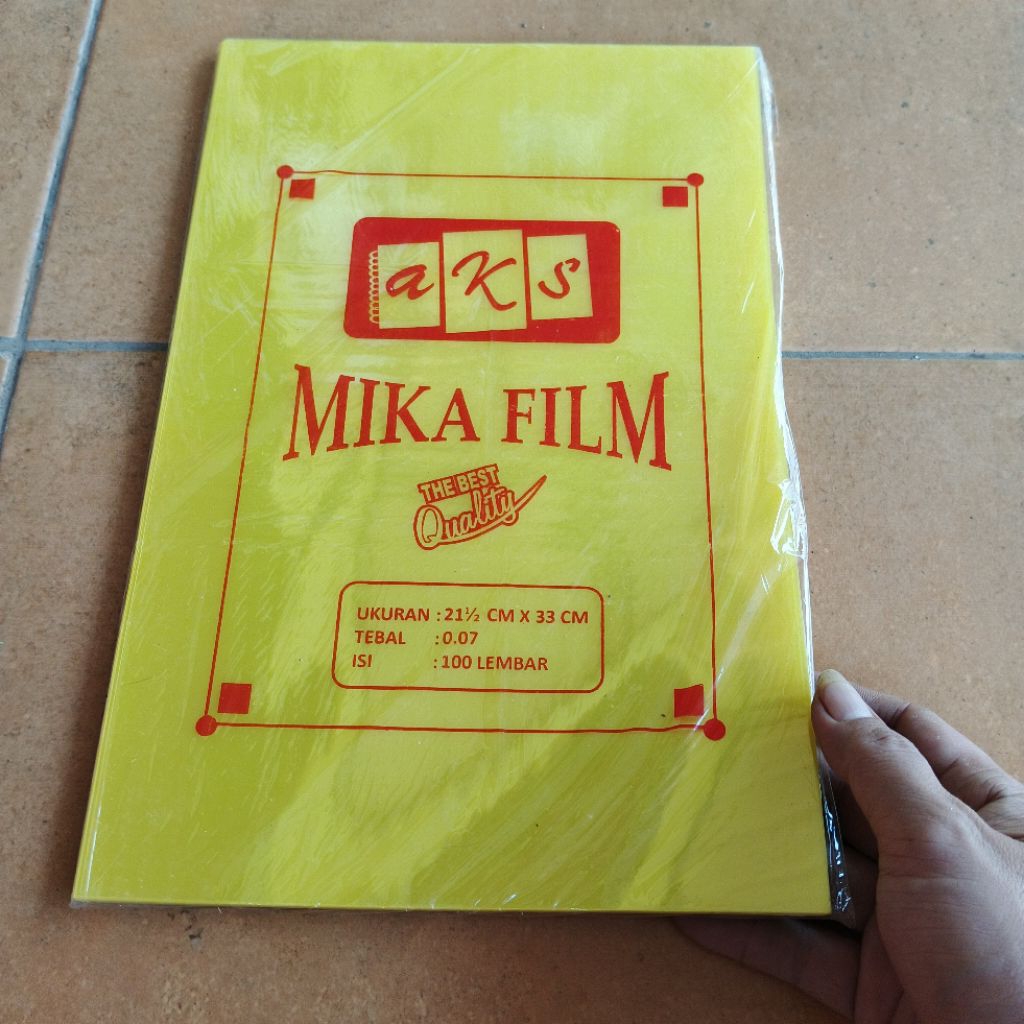 aKs
MIKA FILM
THE BEST
Quality
UKURAN : 21½ CM X 33 CM
TEBAL : 0.07
ISI : 100 LEMBAR